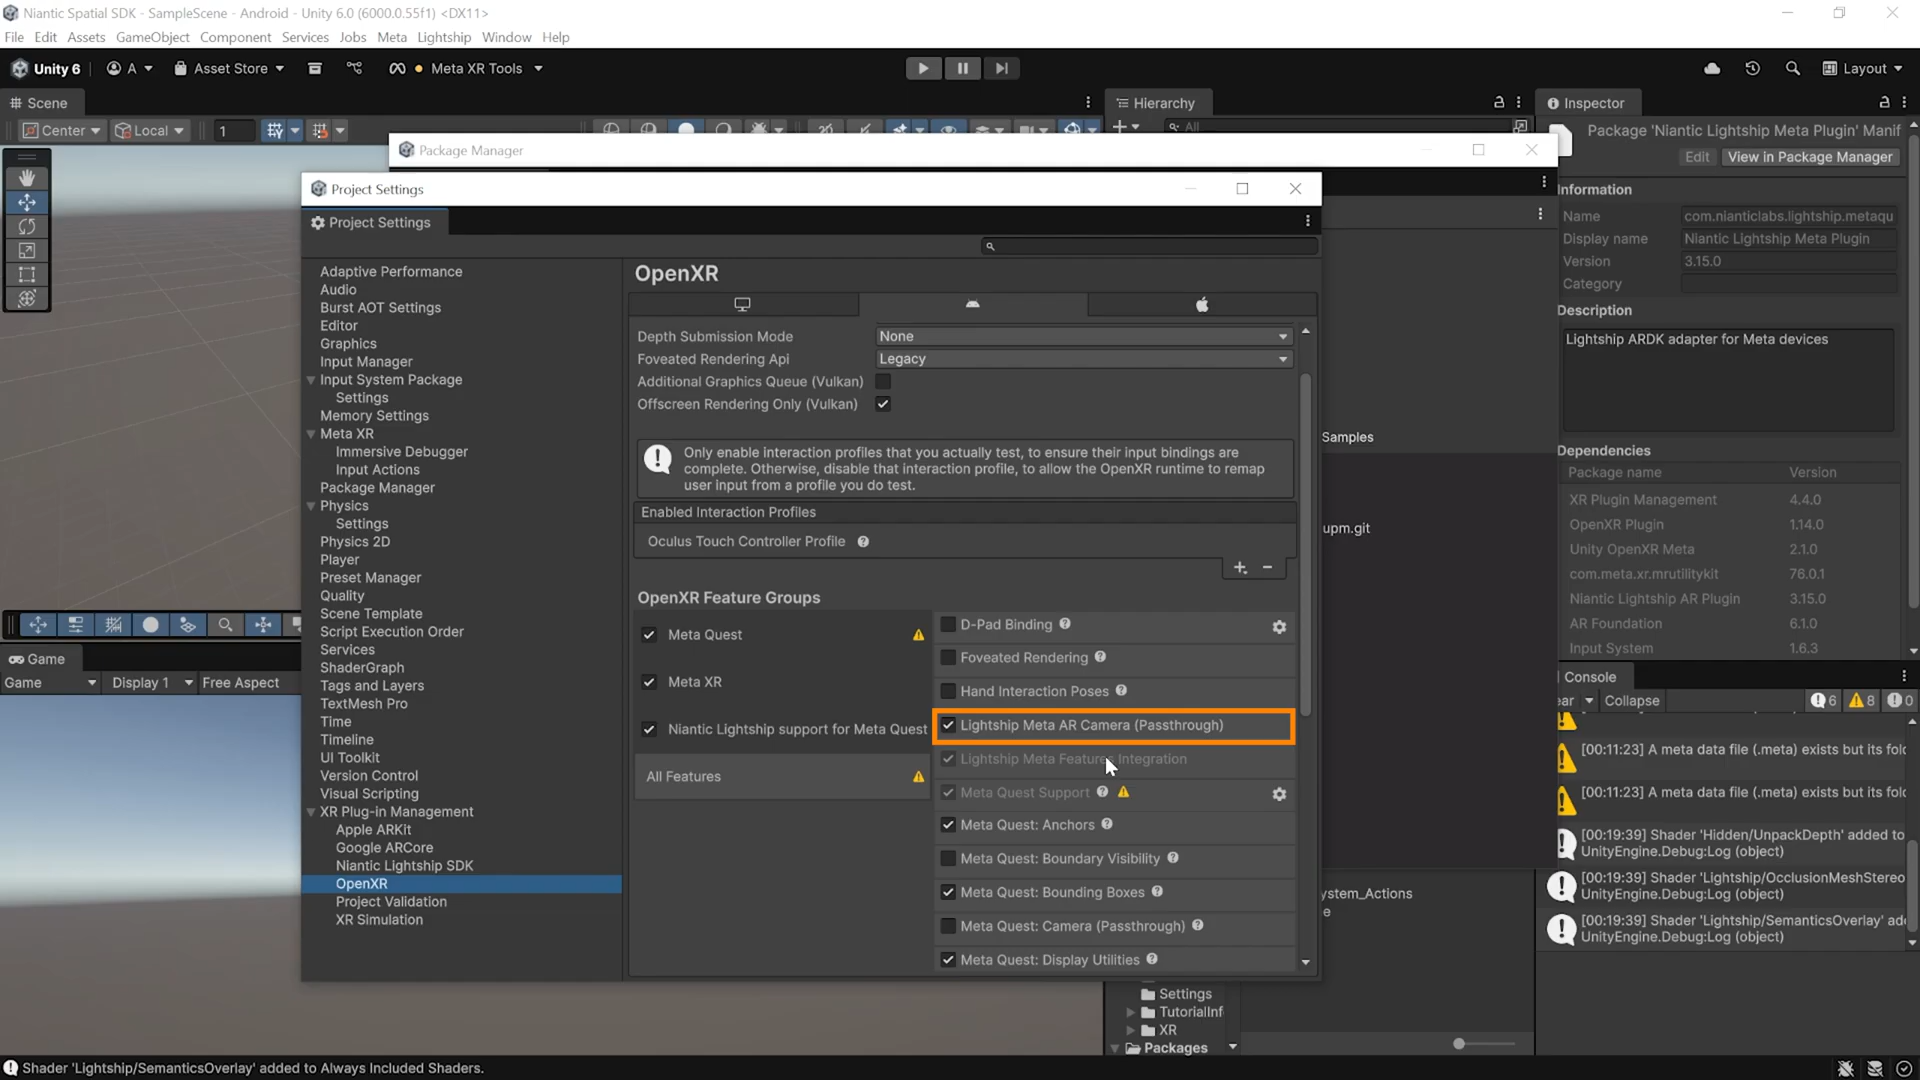 Niantic Spatial SDK - SampleScene - Android - Unity 6.0 (6000.0.55f1) <DX11>
File Edit Assets GameObject Component Services Jobs Meta Lightship Window Help
Unity 6 A Asset Store Meta XR Tools Layout
Scene
Hierarchy
Inspector
Center Local 1
All
Package 'Niantic Lightship Meta Plugin' Manif
Edit View in Package Manager
Package Manager
Project Settings
Project Settings
Adaptive Performance
Audio
Burst AOT Settings
Editor
Graphics
Input Manager
Input System Package
Settings
Memory Settings
Meta XR
Immersive Debugger
Input Actions
Package Manager
Physics
Settings
Physics 2D
Player
Preset Manager
Quality
Scene Template
Script Execution Order
Services
ShaderGraph
Tags and Layers
TextMesh Pro
Time
Timeline
UI Toolkit
Version Control
Visual Scripting
XR Plug-in Management
Apple ARKit
Google ARCore
Niantic Lightship SDK
OpenXR
Project Validation
XR Simulation
OpenXR
Depth Submission Mode None
Foveated Rendering Api Legacy
Additional Graphics Queue (Vulkan)
Offscreen Rendering Only (Vulkan)
Only enable interaction profiles that you actually test, to ensure their input bindings are
complete. Otherwise, disable that interaction profile, to allow the OpenXR runtime to remap
user input from a profile you do test.
Enabled Interaction Profiles
Oculus Touch Controller Profile
OpenXR Feature Groups
Meta Quest
Meta XR
Niantic Lightship support for Meta Quest
All Features
D-Pad Binding
Foveated Rendering
Hand Interaction Poses
Lightship Meta AR Camera (Passthrough)
Lightship Meta Features Integration
Meta Quest Support
Meta Quest: Anchors
Meta Quest: Boundary Visibility
Meta Quest: Bounding Boxes
Meta Quest: Camera (Passthrough)
Meta Quest: Display Utilities
Samples
upm.git
ystem_Actions
e
Settings
TutorialInf
XR
Packages
Game
Game Display 1 Free Aspect
Information
Name com.nianticlabs.lightship.metaqu
Display name Niantic Lightship Meta Plugin
Version 3.15.0
Category
Description
Lightship ARDK adapter for Meta devices
Dependencies
Package name Version
XR Plugin Management 4.4.0
OpenXR Plugin 1.14.0
Unity OpenXR Meta 2.1.0
com.meta.xr.mrutilitykit 76.0.1
Niantic Lightship AR Plugin 3.15.0
AR Foundation 6.1.0
Input System 1.6.3
Console
ear Collapse 6 8 0
[00:11:23] A meta data file (.meta) exists but its fold
[00:11:23] A meta data file (.meta) exists but its fold
[00:19:39] Shader 'Hidden/UnpackDepth' added to
UnityEngine.Debug:Log (object)
[00:19:39] Shader 'Lightship/OcclusionMeshStereo
UnityEngine.Debug:Log (object)
[00:19:39] Shader 'Lightship/SemanticsOverlay' ad
UnityEngine.Debug:Log (object)
Shader 'Lightship/SemanticsOverlay' added to Always Included Shaders.